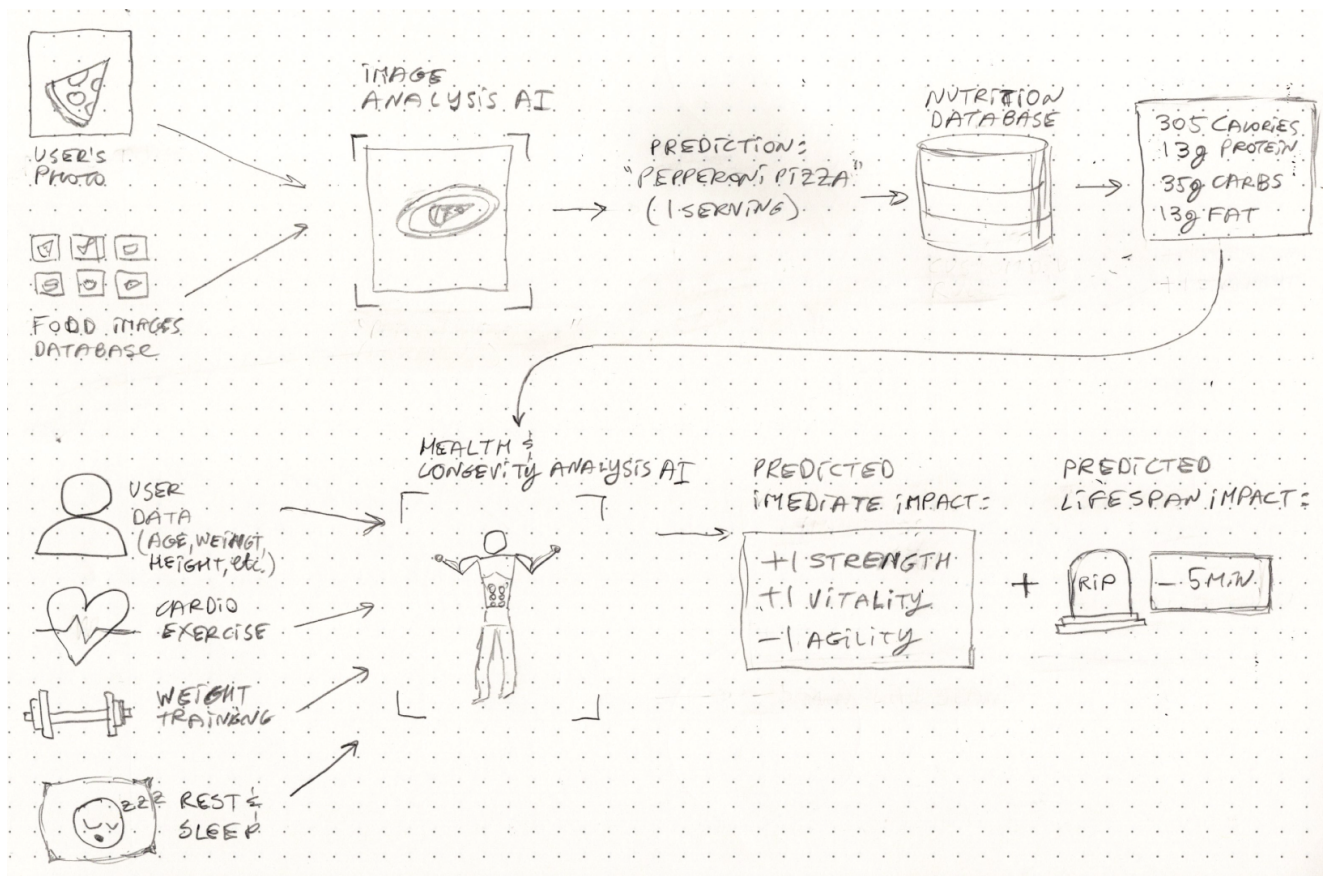 USER'S
PHOTO
FOOD IMAGES
DATABASE
IMAGE
ANALYSIS AI
PREDICTION:
"PEPPERONI PIZZA"
(1 SERVING)
NUTRITION
DATABASE
305 CALORIES
13g PROTEIN
35g CARBS
13g FAT
USER
DATA
(AGE, WEIGHT,
HEIGHT, etc.)
CARDIO
EXERCISE
WEIGHT
TRAINING
zzz
REST &
SLEEP
HEALTH &
LONGEVITY ANALYSIS AI
PREDICTED
IMEDIATE IMPACT:
+1 STRENGTH
+1 VITALITY
-1 AGILITY
+
PREDICTED
LIFESPAN IMPACT:
RIP
- 5 MIN.